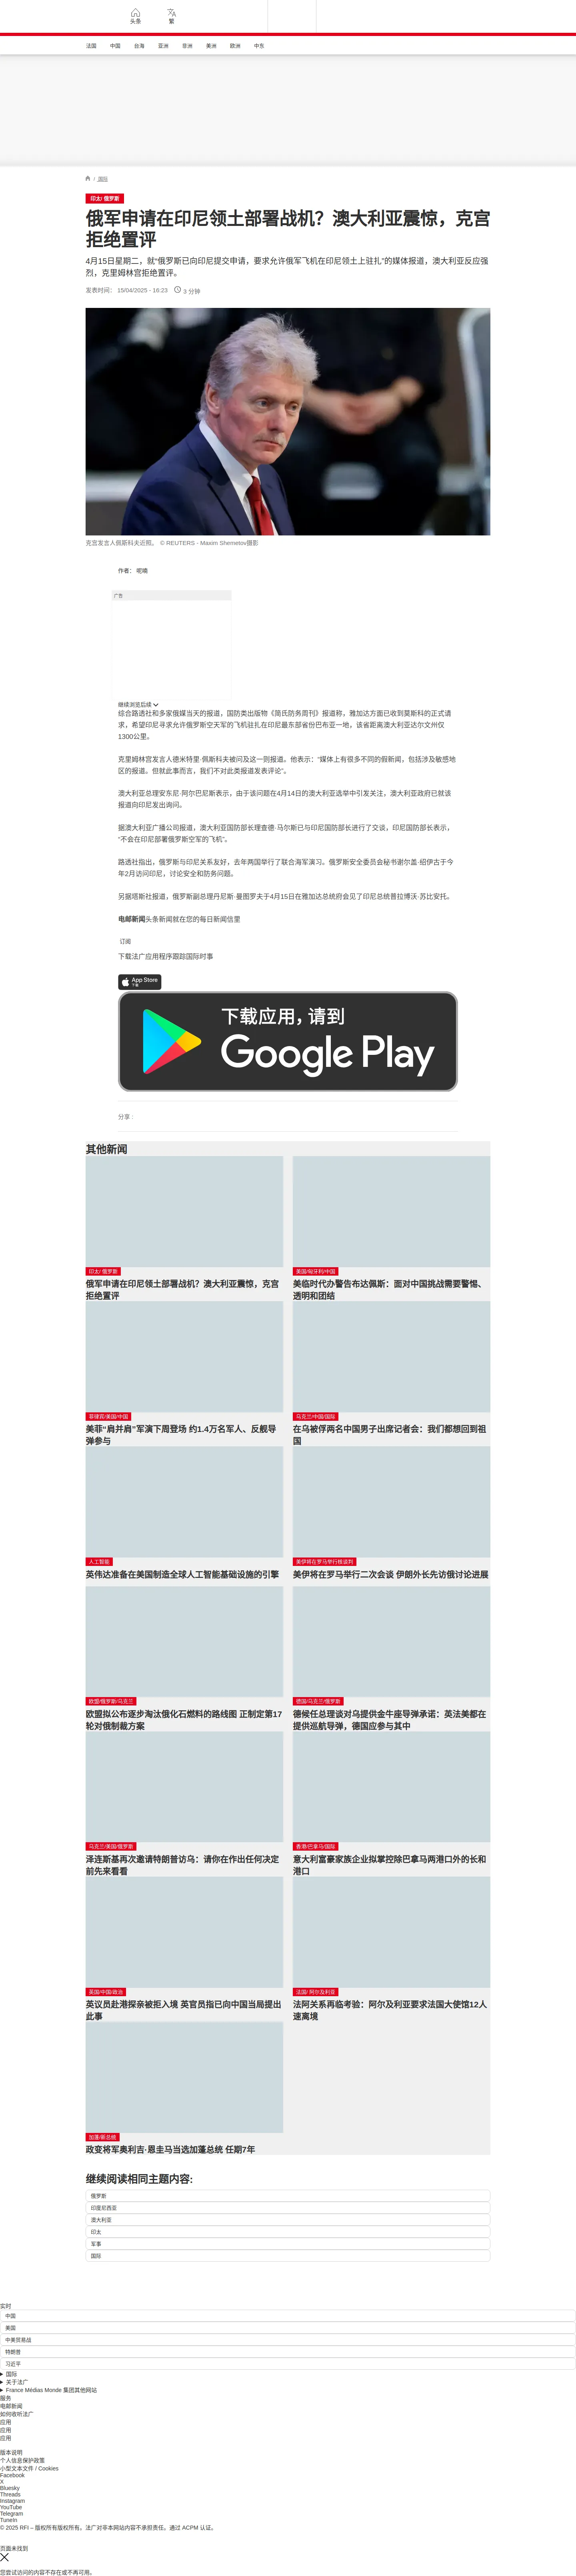 头条
繁
法国
中国
台海
亚洲
非洲
美洲
欧洲
中东
/ 国际
印太/ 俄罗斯
俄军申请在印尼领土部署战机？澳大利亚震惊，克宫
拒绝置评
4月15日星期二，就“俄罗斯已向印尼提交申请，要求允许俄军飞机在印尼领土上驻扎”的媒体报道，澳大利亚反应强
烈，克里姆林宫拒绝置评。
发表时间： 15/04/2025 - 16:23
3 分钟
克宫发言人佩斯科夫近照。 © REUTERS - Maxim Shemetov摄影
作者： 呢喃
广告
继续浏览后续
综合路透社和多家俄媒当天的报道，国防类出版物《简氏防务周刊》报道称，雅加达方面已收到莫斯科的正式请
求，希望印尼寻求允许俄罗斯空天军的飞机驻扎在印尼最东部省份巴布亚一地，该省距离澳大利亚达尔文州仅
1300公里。
克里姆林宫发言人德米特里·佩斯科夫被问及这一则报道。他表示：“媒体上有很多不同的假新闻，包括涉及敏感地
区的报道。但就此事而言，我们不对此类报道发表评论”。
澳大利亚总理安东尼·阿尔巴尼斯表示，由于该问题在4月14日的澳大利亚选举中引发关注，澳大利亚政府已就该
报道向印尼发出询问。
据澳大利亚广播公司报道，澳大利亚国防部长理查德·马尔斯已与印尼国防部长进行了交谈，印尼国防部长表示，
“不会在印尼部署俄罗斯空军的飞机”。
路透社指出，俄罗斯与印尼关系友好，去年两国举行了联合海军演习。俄罗斯安全委员会秘书谢尔盖·绍伊古于今
年2月访问印尼，讨论安全和防务问题。
另据塔斯社报道，俄罗斯副总理丹尼斯·曼图罗夫于4月15日在雅加达总统府会见了印尼总统普拉博沃·苏比安托。
电邮新闻头条新闻就在您的每日新闻信里
订阅
下载法广应用程序跟踪国际时事
App Store
下载
下载应用，请到
Google Play
分享 :
其他新闻
印太/ 俄罗斯
俄军申请在印尼领土部署战机？澳大利亚震惊，克宫
拒绝置评
美国/匈牙利/中国
美临时代办警告布达佩斯：面对中国挑战需要警惕、
透明和团结
菲律宾/美国/中国
美菲“肩并肩”军演下周登场 约1.4万名军人、反舰导
弹参与
乌克兰/中国/国际
在乌被俘两名中国男子出席记者会：我们都想回到祖
国
人工智能
英伟达准备在美国制造全球人工智能基础设施的引擎
美伊将在罗马举行核谈判
美伊将在罗马举行二次会谈 伊朗外长先访俄讨论进展
欧盟/俄罗斯/乌克兰
欧盟拟公布逐步淘汰俄化石燃料的路线图 正制定第17
轮对俄制裁方案
德国/乌克兰/俄罗斯
德候任总理谈对乌提供金牛座导弹承诺：英法美都在
提供巡航导弹，德国应参与其中
乌克兰/美国/俄罗斯
泽连斯基再次邀请特朗普访乌：请你在作出任何决定
前先来看看
香港/巴拿马/国际
意大利富豪家族企业拟掌控除巴拿马两港口外的长和
港口
英国/中国/政治
英议员赴港探亲被拒入境 英官员指已向中国当局提出
此事
法国/ 阿尔及利亚
法阿关系再临考验：阿尔及利亚要求法国大使馆12人
速离境
加蓬/新总统
政变将军奥利吉·恩圭马当选加蓬总统 任期7年
继续阅读相同主题内容:
俄罗斯
印度尼西亚
澳大利亚
印太
军事
国际
实时
中国
美国
中美贸易战
特朗普
习近平
国际
关于法广
France Médias Monde 集团其他网站
服务
电邮新闻
如何收听法广
应用
应用
应用
版本说明
个人信息保护政策
小型文本文件 / Cookies
Facebook
X
Bluesky
Threads
Instagram
YouTube
Telegram
TuneIn
© 2025 RFI – 版权所有版权所有。法广对非本网站内容不承担责任。通过 ACPM 认证。
页面未找到
您尝试访问的内容不存在或不再可用。